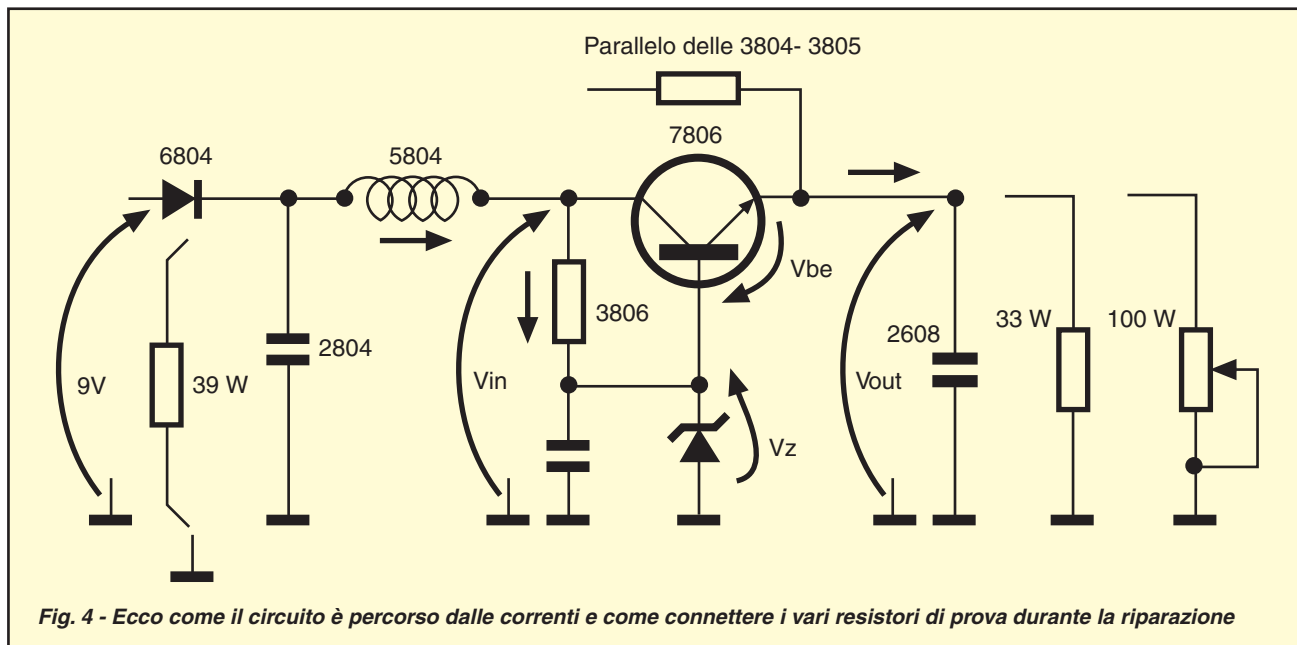 Parallelo delle 3804- 3805
7806
6804
5804
Vbe
3806
2804
2608
33 W
100 W
9V
39 W
Vin
Vout
Vz
Fig. 4 - Ecco come il circuito è percorso dalle correnti e come connettere i vari resistori di prova durante la riparazione